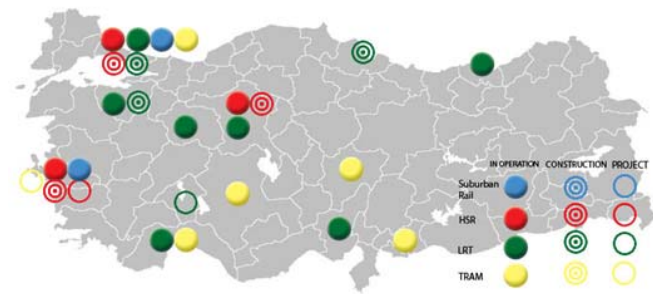 IN OPERATION CONSTRUCTION PROJECT
Suburban
Rail
HSR
LRT
TRAM